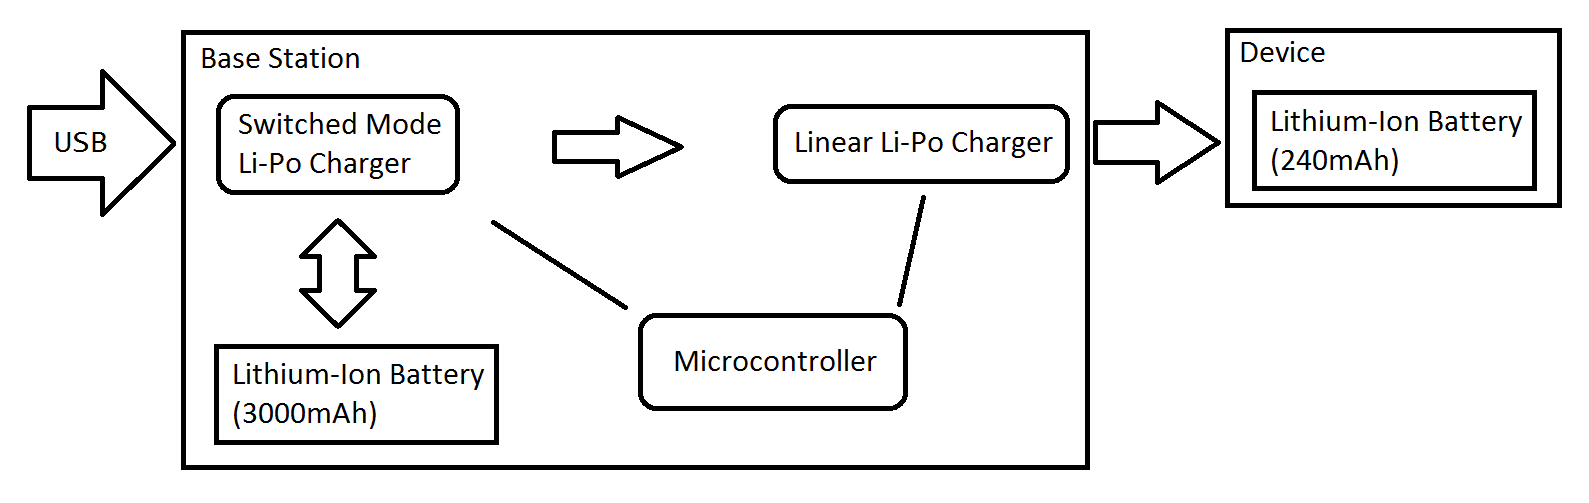 USB
Base Station
Switched Mode
Li-Po Charger
Linear Li-Po Charger
Lithium-Ion Battery
(3000mAh)
Microcontroller
Device
Lithium-Ion Battery
(240mAh)